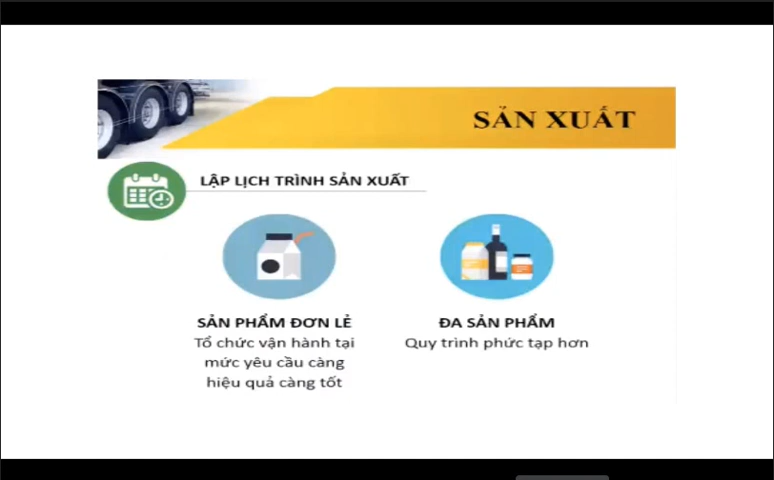 SẢN XUẤT
LẬP LỊCH TRÌNH SẢN XUẤT
SẢN PHẨM ĐƠN LẺ
Tổ chức vận hành tại
mức yêu cầu càng
hiệu quả càng tốt
ĐA SẢN PHẨM
Quy trình phức tạp hơn